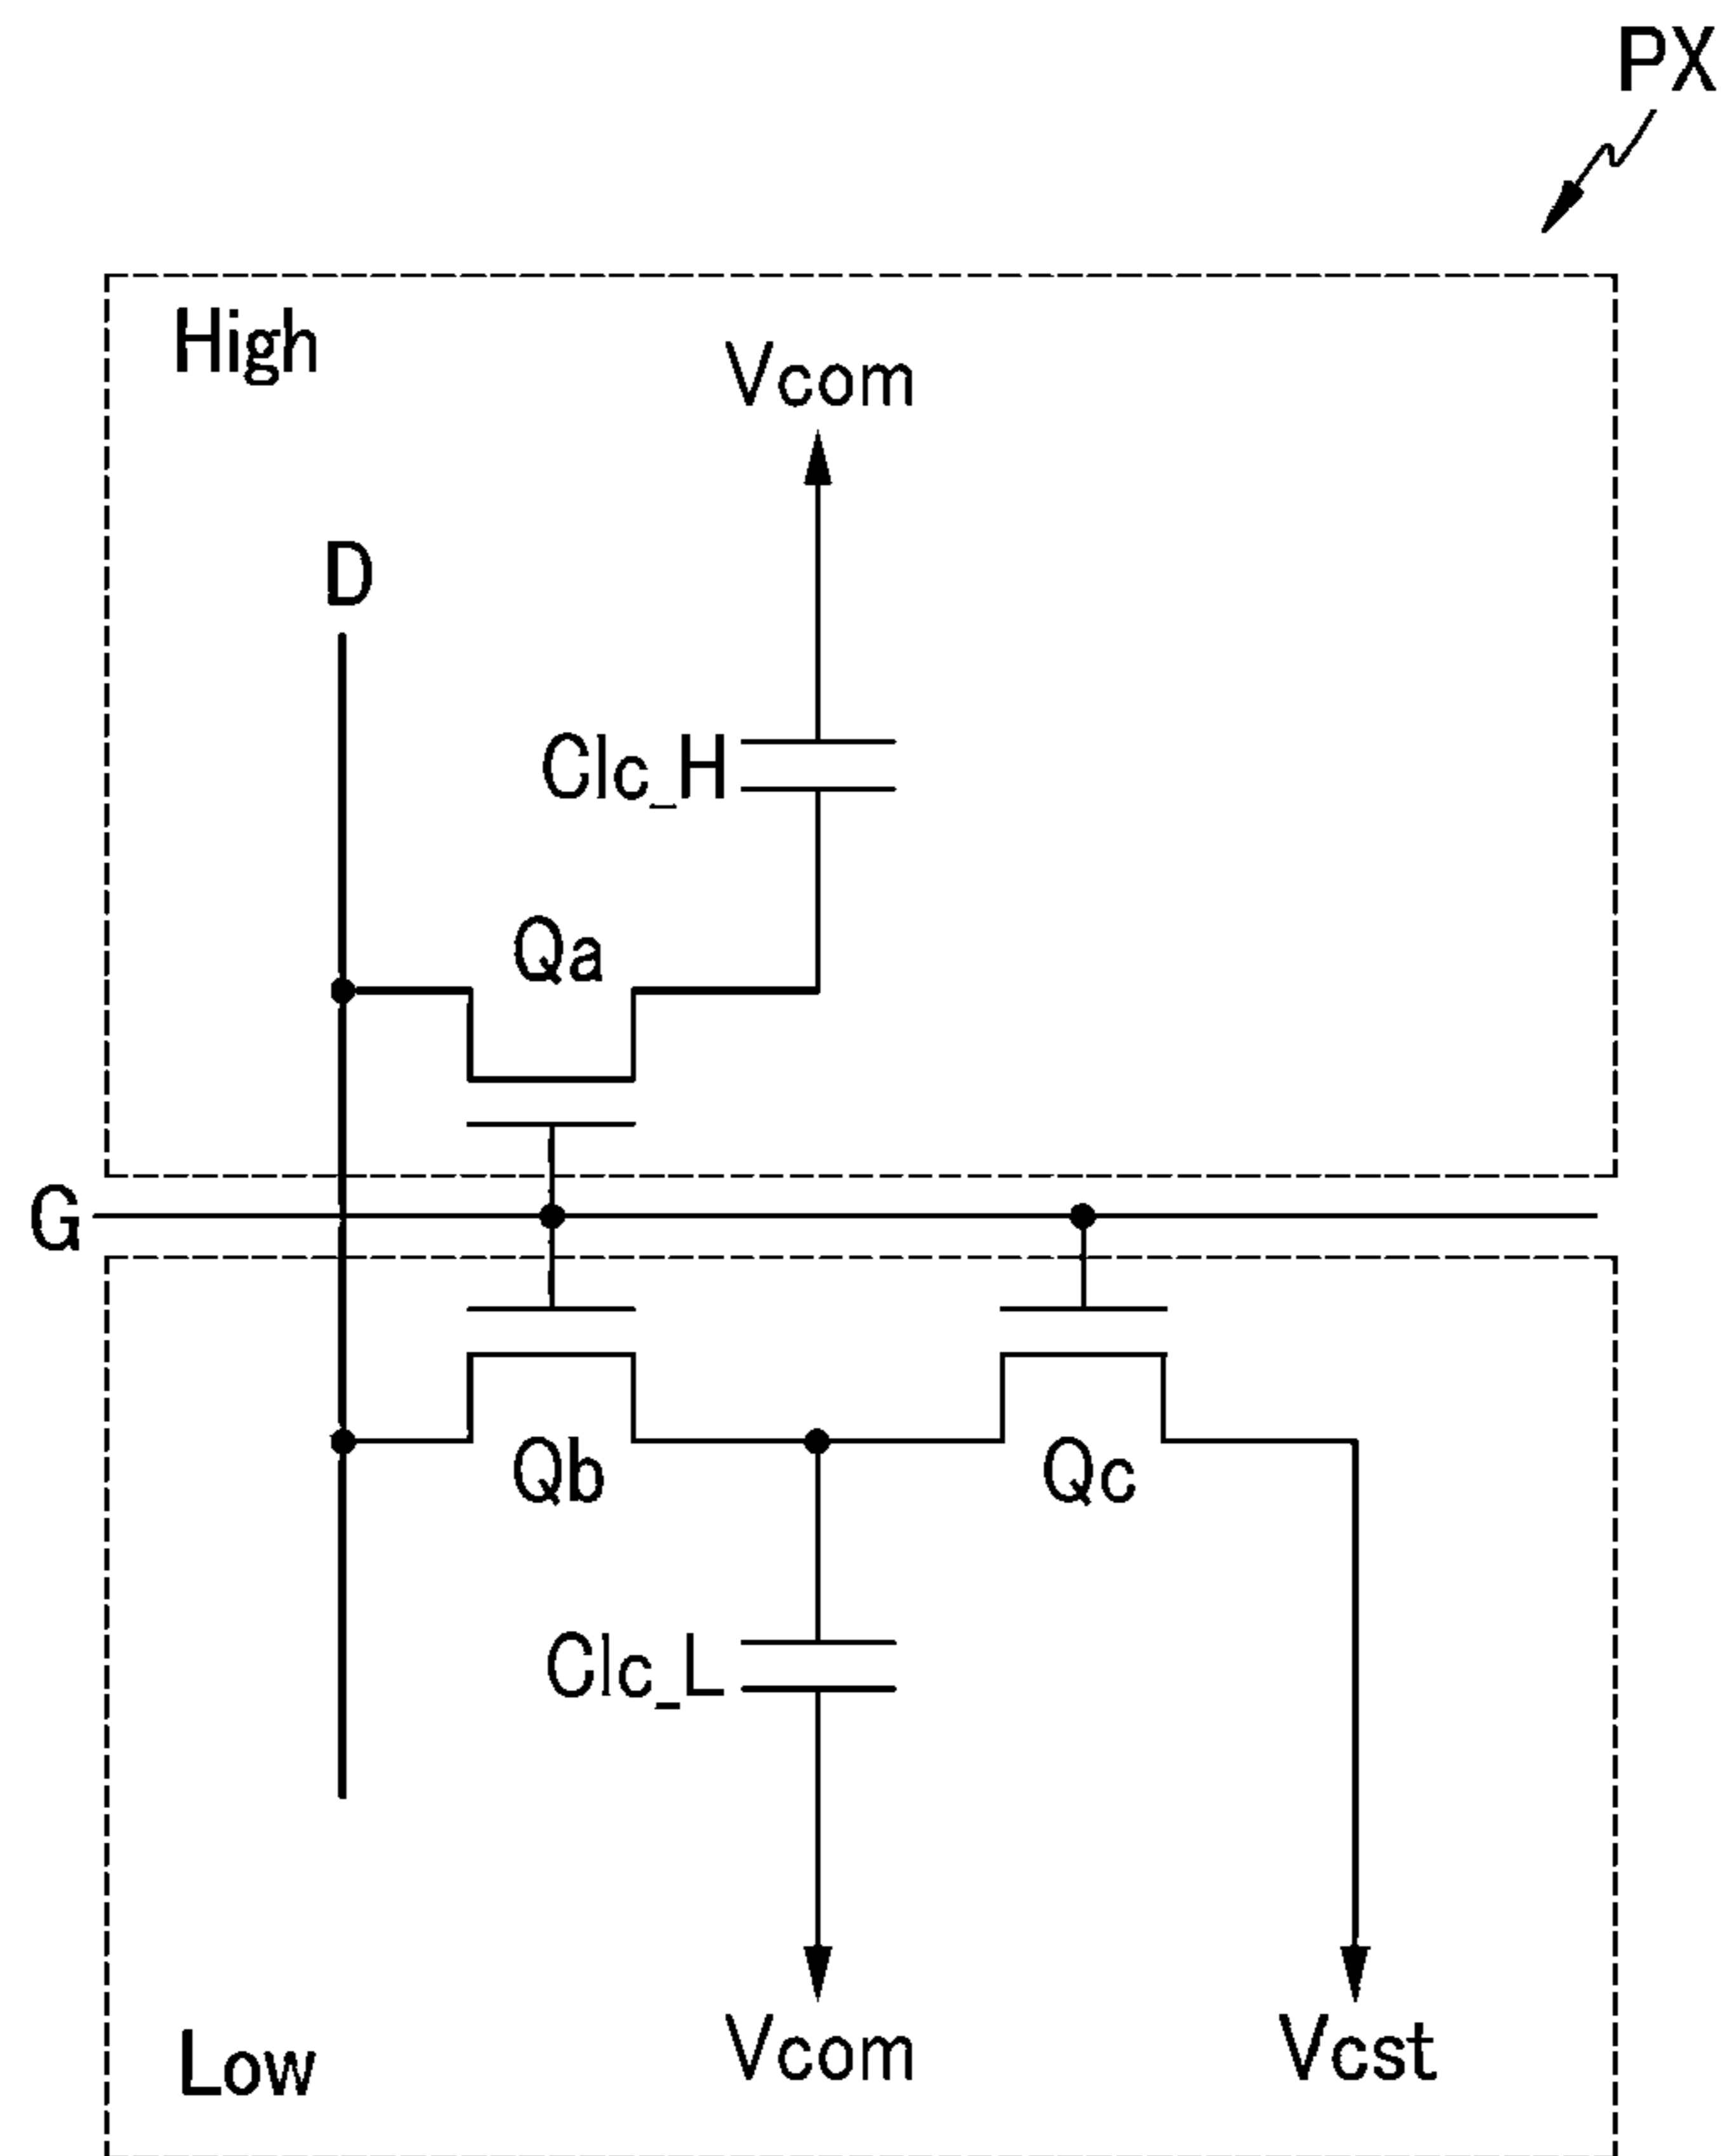 PX
High
Vcom
D
Clc_H
Qa
G
Qb
Qc
Clc_L
Low
Vcom
Vcst